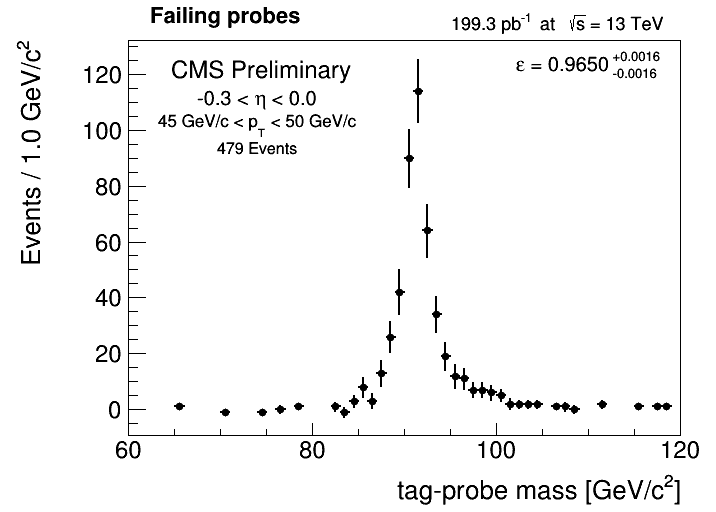 Failing probes
199.3 pb⁻¹ at √s = 13 TeV
CMS Preliminary
-0.3 < η < 0.0
45 GeV/c < p_T < 50 GeV/c
479 Events
ε = 0.9650 +0.0016 -0.0016
Events / 1.0 GeV/c²
120
100
80
60
40
20
0
60 80 100 120
tag-probe mass [GeV/c²]